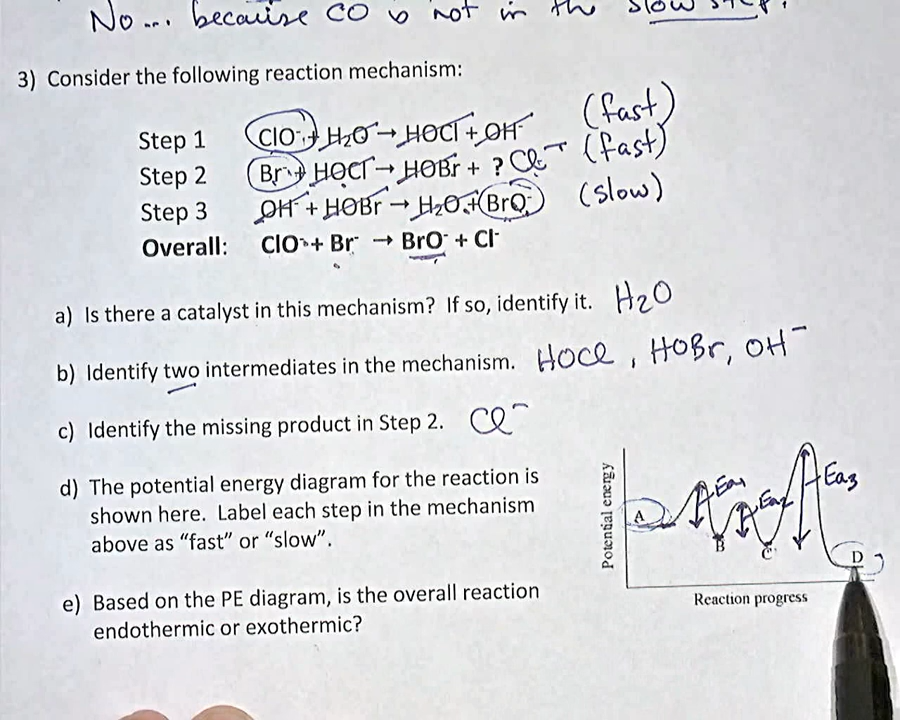 No... because CO is not in the slow step.
3) Consider the following reaction mechanism:
Step 1 ClO⁻ + H₂O → HOCl + OH⁻ (fast)
Step 2 Br⁻ + HOCl → HOBr + ? Cl⁻ (fast)
Step 3 OH⁻ + HOBr → H₂O + BrO⁻ (slow)
Overall: ClO⁻ + Br⁻ → BrO⁻ + Cl⁻
a) Is there a catalyst in this mechanism? If so, identify it. H₂O
b) Identify two intermediates in the mechanism. HOCl, HOBr, OH⁻
c) Identify the missing product in Step 2. Cl⁻
d) The potential energy diagram for the reaction is
shown here. Label each step in the mechanism
above as "fast" or "slow".
e) Based on the PE diagram, is the overall reaction
endothermic or exothermic?
Potential energy
A
Ea₁
B
Ea₂
C
Ea₃
D
Reaction progress